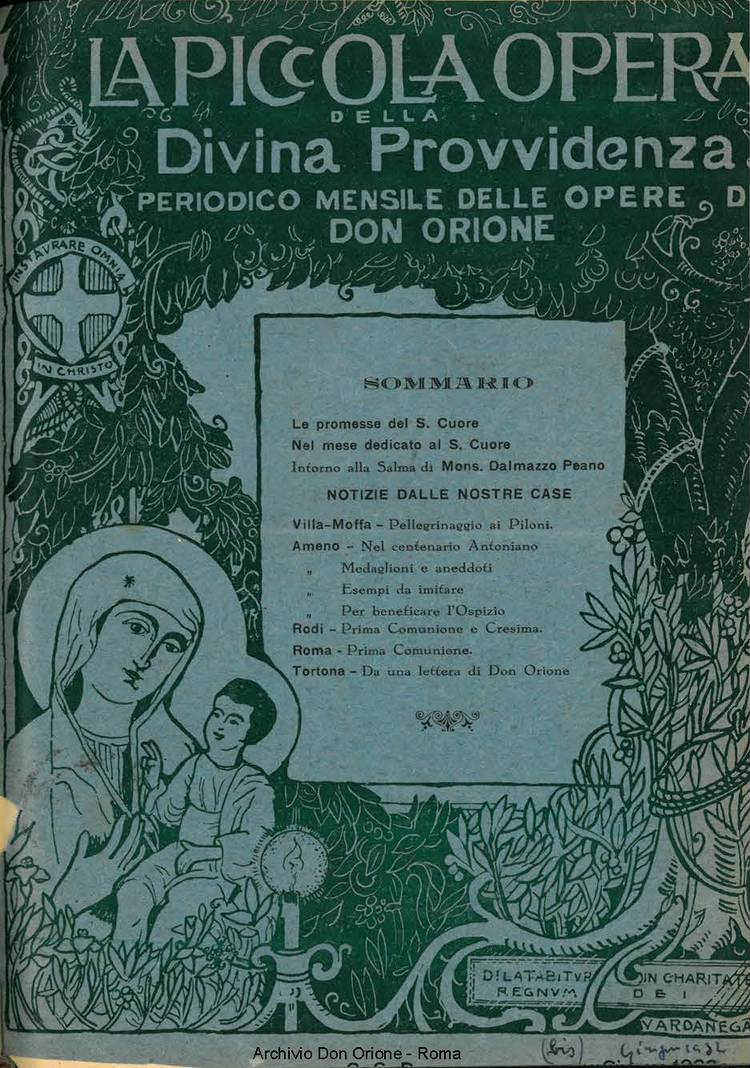 LA PICCOLA OPERA
DELLA
Divina Provvidenza
PERIODICO MENSILE DELLE OPERE D
DON ORIONE
INSTAVRARE OMNIA
IN CHRISTO
SOMMARIO
Le promesse del S. Cuore
Nel mese dedicato al S. Cuore
Intorno alla Salma di Mons. Dalmazzo Peano
NOTIZIE DALLE NOSTRE CASE
Villa-Moffa - Pellegrinaggio ai Piloni.
Ameno - Nel centenario Antoniano
„ Medaglioni e aneddoti
„ Esempi da imitare
„ Per beneficare l'Ospizio
Rodi - Prima Comunione e Cresima.
Roma - Prima Comunione.
Tortona - Da una lettera di Don Orione
DILATABITVR IN CHARITATE
REGNVM DEI
VARDANEGA
(bis)
Archivio Don Orione - Roma